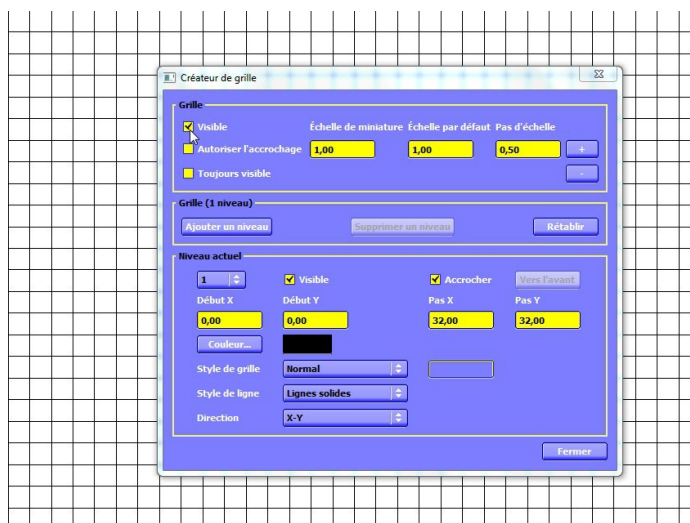 Créateur de grille
Grille
Visible Échelle de miniature Échelle par défaut Pas d'échelle
Autoriser l'accrochage 1,00 1,00 0,50 +
Toujours visible -
Grille (1 niveau)
Ajouter un niveau Supprimer un niveau Rétablir
Niveau actuel
1 Visible Accrocher Vers l'avant
Début X Début Y Pas X Pas Y
0,00 0,00 32,00 32,00
Couleur...
Style de grille Normal
Style de ligne Lignes solides
Direction X-Y
Fermer